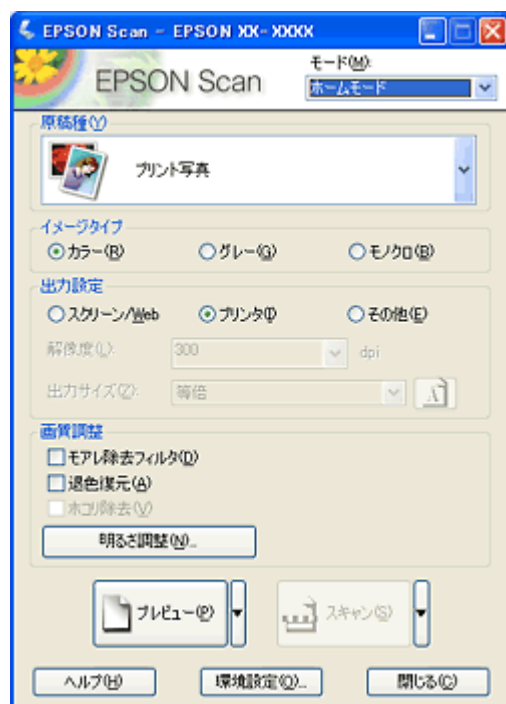 EPSON Scan - EPSON XX-XXXX
EPSON Scan
モード(M):
ホームモード
原稿種(Y)
プリント写真
イメージタイプ
カラー(R) グレー(G) モノクロ(B)
出力設定
スクリーン/Web プリンタ(I) その他(E)
解像度(L): 300 dpi
出力サイズ(Z): 等倍
画質調整
モアレ除去フィルタ(D)
退色復元(A)
ホコリ除去(V)
明るさ調整(N)...
プレビュー(P) スキャン(S)
ヘルプ(H) 環境設定(O)... 閉じる(C)